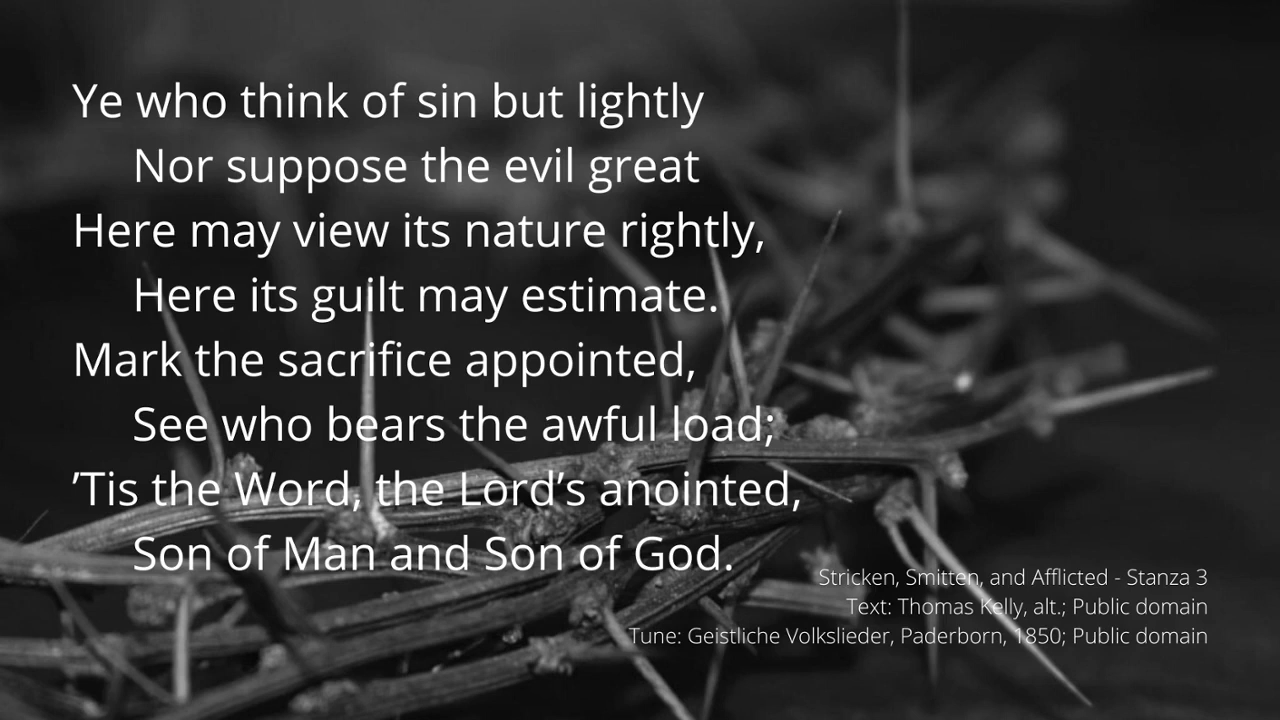 Ye who think of sin but lightly
Nor suppose the evil great
Here may view its nature rightly,
Here its guilt may estimate.
Mark the sacrifice appointed,
See who bears the awful load;
’Tis the Word, the Lord’s anointed,
Son of Man and Son of God.
Stricken, Smitten, and Afflicted - Stanza 3
Text: Thomas Kelly, alt.; Public domain
Tune: Geistliche Volkslieder, Paderborn, 1850; Public domain